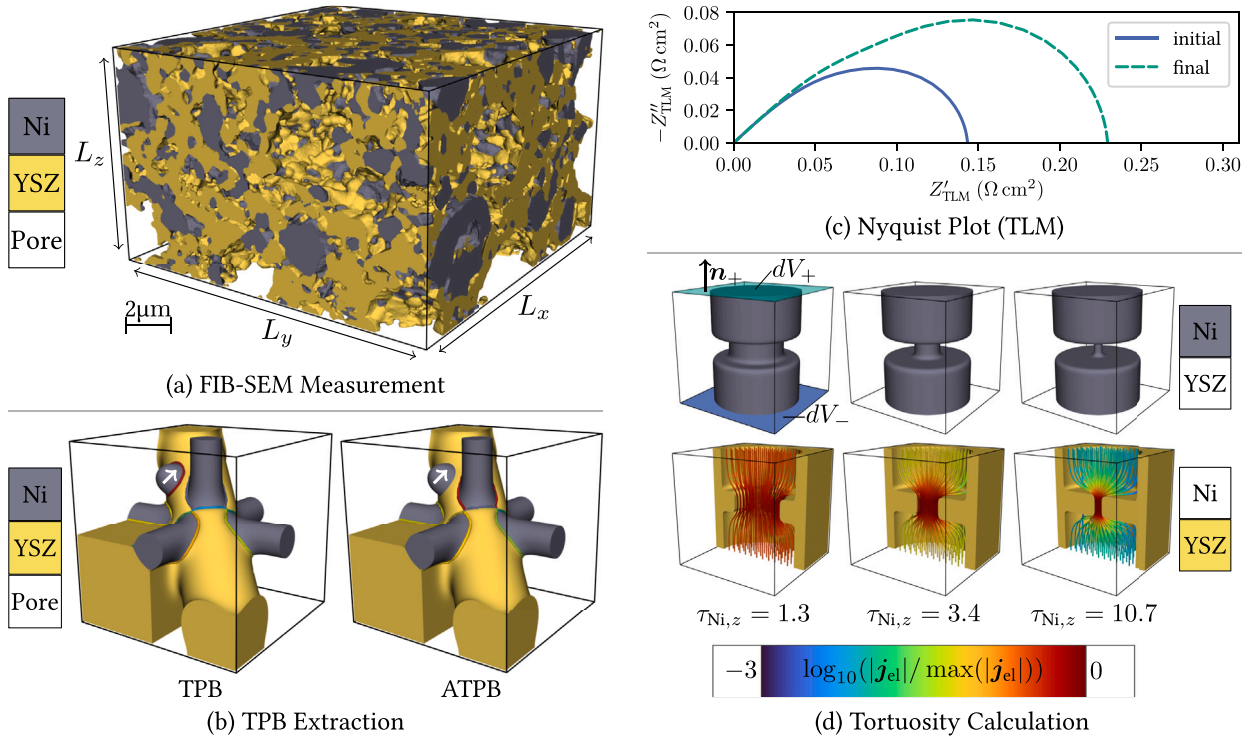 Ni
YSZ
Pore
L_z
2μm
L_y
L_x
(a) FIB-SEM Measurement
Ni
YSZ
Pore
TPB
ATPB
(b) TPB Extraction
−Z″_TLM (Ω cm²)
0.08
0.06
0.04
0.02
0.00
initial
final
0.00 0.05 0.10 0.15 0.20 0.25 0.30
Z′_TLM (Ω cm²)
(c) Nyquist Plot (TLM)
n_+
dV_+
dV_−
Ni
YSZ
Ni
YSZ
τ_Ni,z = 1.3 τ_Ni,z = 3.4 τ_Ni,z = 10.7
−3 log₁₀(|j_el|/ max(|j_el|)) 0
(d) Tortuosity Calculation